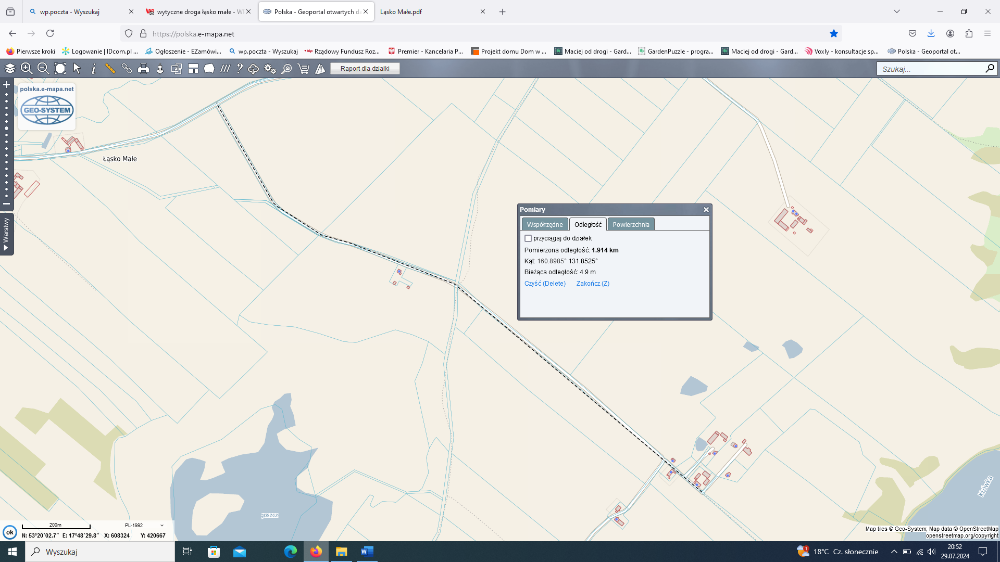 wp.poczta - Wyszukaj
wytyczne droga łąsko małe - W
Polska - Geoportal otwartych d
Ląsko Małe.pdf
https://polska.e-mapa.net
Pierwsze kroki
Logowanie | IDcom.pl ...
Ogłoszenie - EZamówi...
wp.poczta - Wyszukaj
bip
Rządowy Fundusz Roz...
Premier - Kancelaria P...
Projekt domu Dom w ...
Maciej od drogi - Gard...
GardenPuzzle - progra...
Maciej od drogi - Gard...
Voxly - konsultacje sp...
Polska - Geoportal ot...
Raport dla działki
Szukaj...
polska.e-mapa.net
GEO-SYSTEM
Łąsko Małe
Warstwy
Pomiary
Współrzędne
Odległość
Powierzchnia
przyciągaj do działek
Pomierzona odległość: 1.914 km
Kąt: 160.8985° 131.8525°
Bieżąca odległość: 4.9 m
Czyść (Delete) Zakończ (Z)
Krówka
goszcz
200m
PL-1992
ok
N: 53°20´02.7˝ E: 17°48´29.8˝ X: 608324 Y: 420667
Map tiles © Geo-System; Map data © OpenStreetMap
openstreetmap.org/copyright
Wyszukaj
1
18°C Cz. słonecznie
20:52
29.07.2024